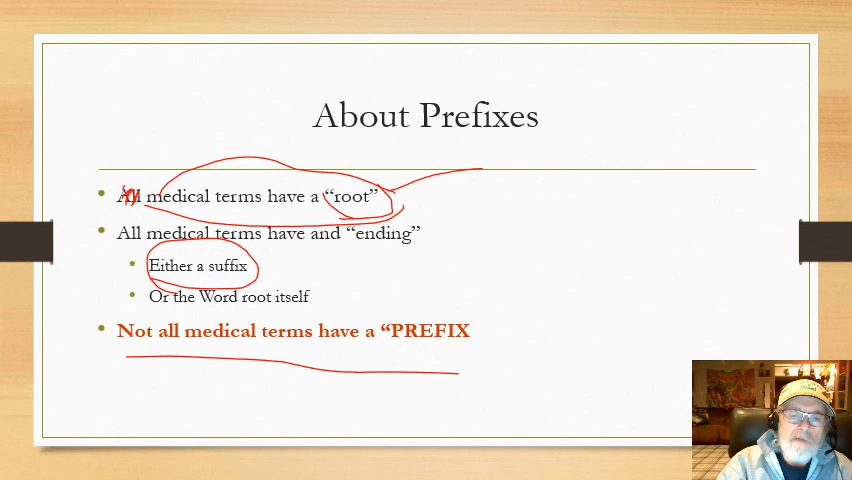 About Prefixes
All medical terms have a “root”
All medical terms have and “ending”
Either a suffix
Or the Word root itself
Not all medical terms have a “PREFIX